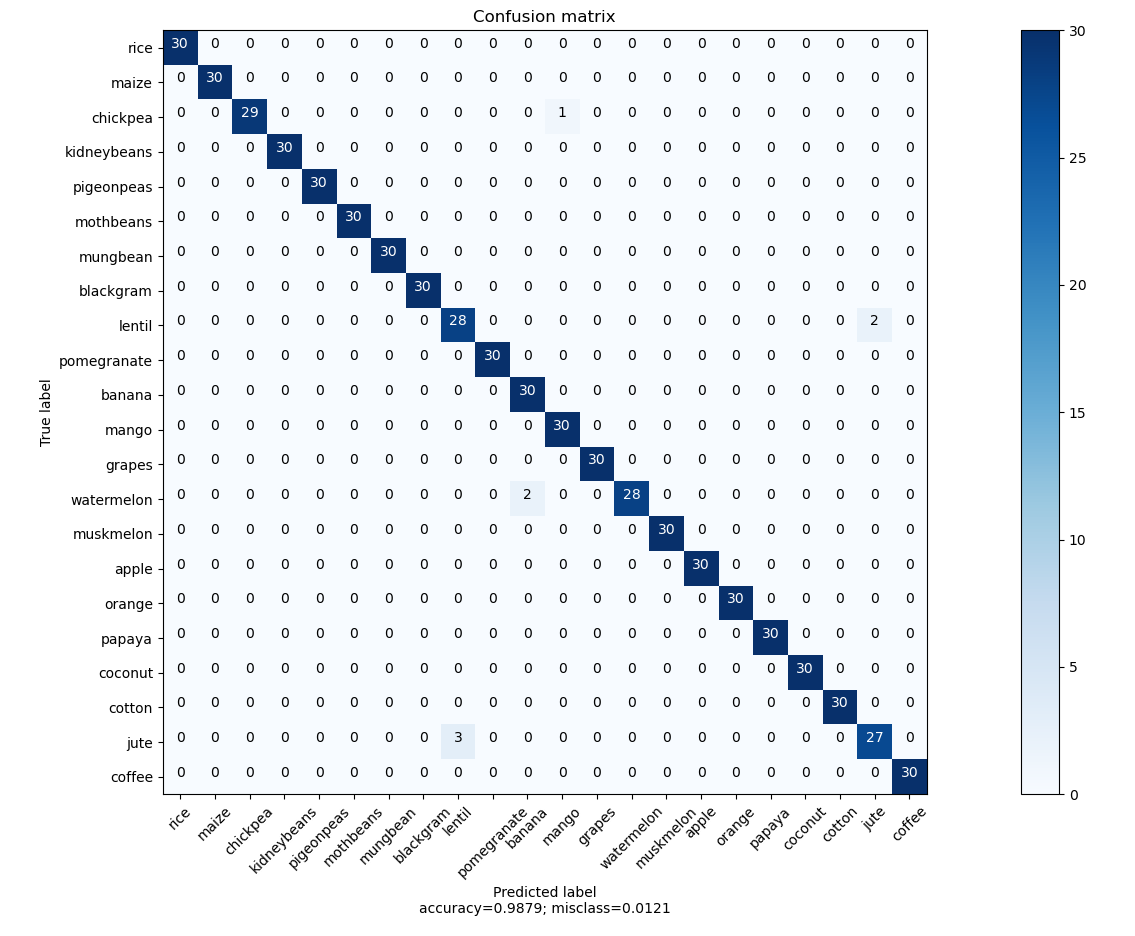 Confusion matrix
rice 30 0 0 0 0 0 0 0 0 0 0 0 0 0 0 0 0 0 0 0 0 0
maize 0 30 0 0 0 0 0 0 0 0 0 0 0 0 0 0 0 0 0 0 0 0
chickpea 0 0 29 0 0 0 0 0 0 0 0 1 0 0 0 0 0 0 0 0 0 0
kidneybeans 0 0 0 30 0 0 0 0 0 0 0 0 0 0 0 0 0 0 0 0 0 0
pigeonpeas 0 0 0 0 30 0 0 0 0 0 0 0 0 0 0 0 0 0 0 0 0 0
mothbeans 0 0 0 0 0 30 0 0 0 0 0 0 0 0 0 0 0 0 0 0 0 0
mungbean 0 0 0 0 0 0 30 0 0 0 0 0 0 0 0 0 0 0 0 0 0 0
blackgram 0 0 0 0 0 0 0 30 0 0 0 0 0 0 0 0 0 0 0 0 0 0
lentil 0 0 0 0 0 0 0 0 28 0 0 0 0 0 0 0 0 0 0 0 2 0
pomegranate 0 0 0 0 0 0 0 0 0 30 0 0 0 0 0 0 0 0 0 0 0 0
banana 0 0 0 0 0 0 0 0 0 0 30 0 0 0 0 0 0 0 0 0 0 0
mango 0 0 0 0 0 0 0 0 0 0 0 30 0 0 0 0 0 0 0 0 0 0
grapes 0 0 0 0 0 0 0 0 0 0 0 0 30 0 0 0 0 0 0 0 0 0
watermelon 0 0 0 0 0 0 0 0 0 0 2 0 0 28 0 0 0 0 0 0 0 0
muskmelon 0 0 0 0 0 0 0 0 0 0 0 0 0 0 30 0 0 0 0 0 0 0
apple 0 0 0 0 0 0 0 0 0 0 0 0 0 0 0 30 0 0 0 0 0 0
orange 0 0 0 0 0 0 0 0 0 0 0 0 0 0 0 0 30 0 0 0 0 0
papaya 0 0 0 0 0 0 0 0 0 0 0 0 0 0 0 0 0 30 0 0 0 0
coconut 0 0 0 0 0 0 0 0 0 0 0 0 0 0 0 0 0 0 30 0 0 0
cotton 0 0 0 0 0 0 0 0 0 0 0 0 0 0 0 0 0 0 0 30 0 0
jute 0 0 0 0 0 0 0 0 3 0 0 0 0 0 0 0 0 0 0 0 27 0
coffee 0 0 0 0 0 0 0 0 0 0 0 0 0 0 0 0 0 0 0 0 0 30
True label
rice maize chickpea kidneybeans pigeonpeas mothbeans mungbean blackgram lentil pomegranate banana mango grapes watermelon muskmelon apple orange papaya coconut cotton jute coffee
Predicted label
accuracy=0.9879; misclass=0.0121
30
25
20
15
10
5
0